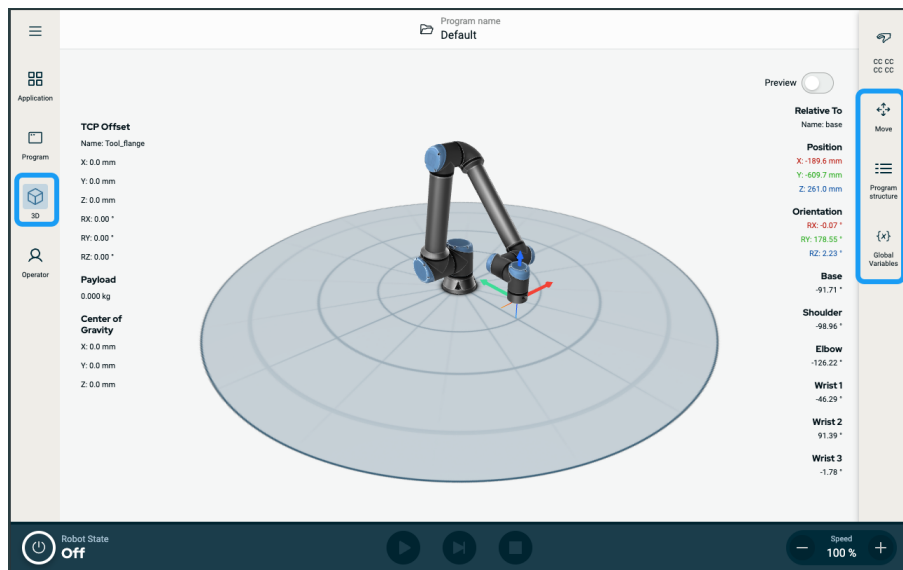 Program name
Default
CC CC
CC CC
Application
Program
3D
Operator
TCP Offset
Name: Tool_flange
X: 0.0 mm
Y: 0.0 mm
Z: 0.0 mm
RX: 0.00 °
RY: 0.00 °
RZ: 0.00 °
Payload
0.000 kg
Center of
Gravity
X: 0.0 mm
Y: 0.0 mm
Z: 0.0 mm
Preview
Relative To
Name: base
Position
X: -189.6 mm
Y: -609.7 mm
Z: 261.0 mm
Orientation
RX: -0.07 °
RY: 178.55 °
RZ: 2.23 °
Base
-91.71 °
Shoulder
-98.96 °
Elbow
-126.22 °
Wrist 1
-46.29 °
Wrist 2
91.39 °
Wrist 3
-1.78 °
Move
Program
structure
{x}
Global
Variables
Robot State
Off
Speed
100 %